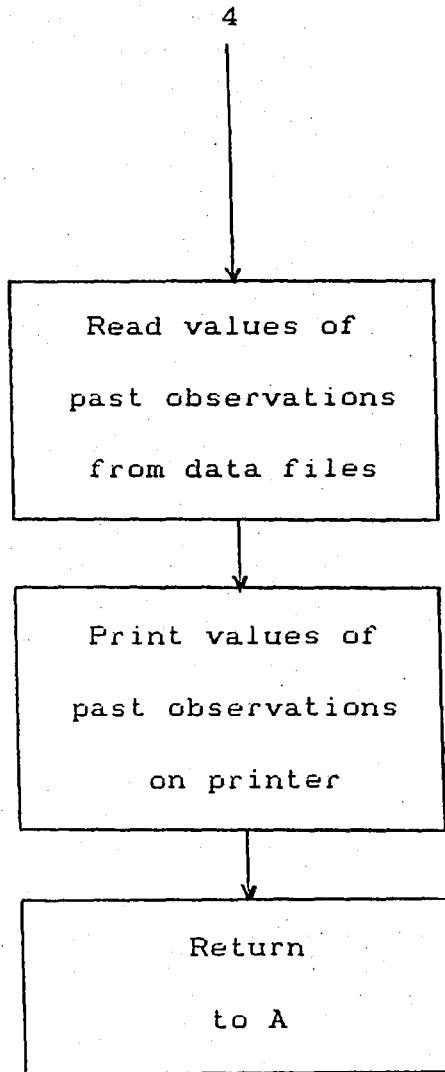 4
Read values of
past observations
from data files
Print values of
past observations
on printer
Return
to A